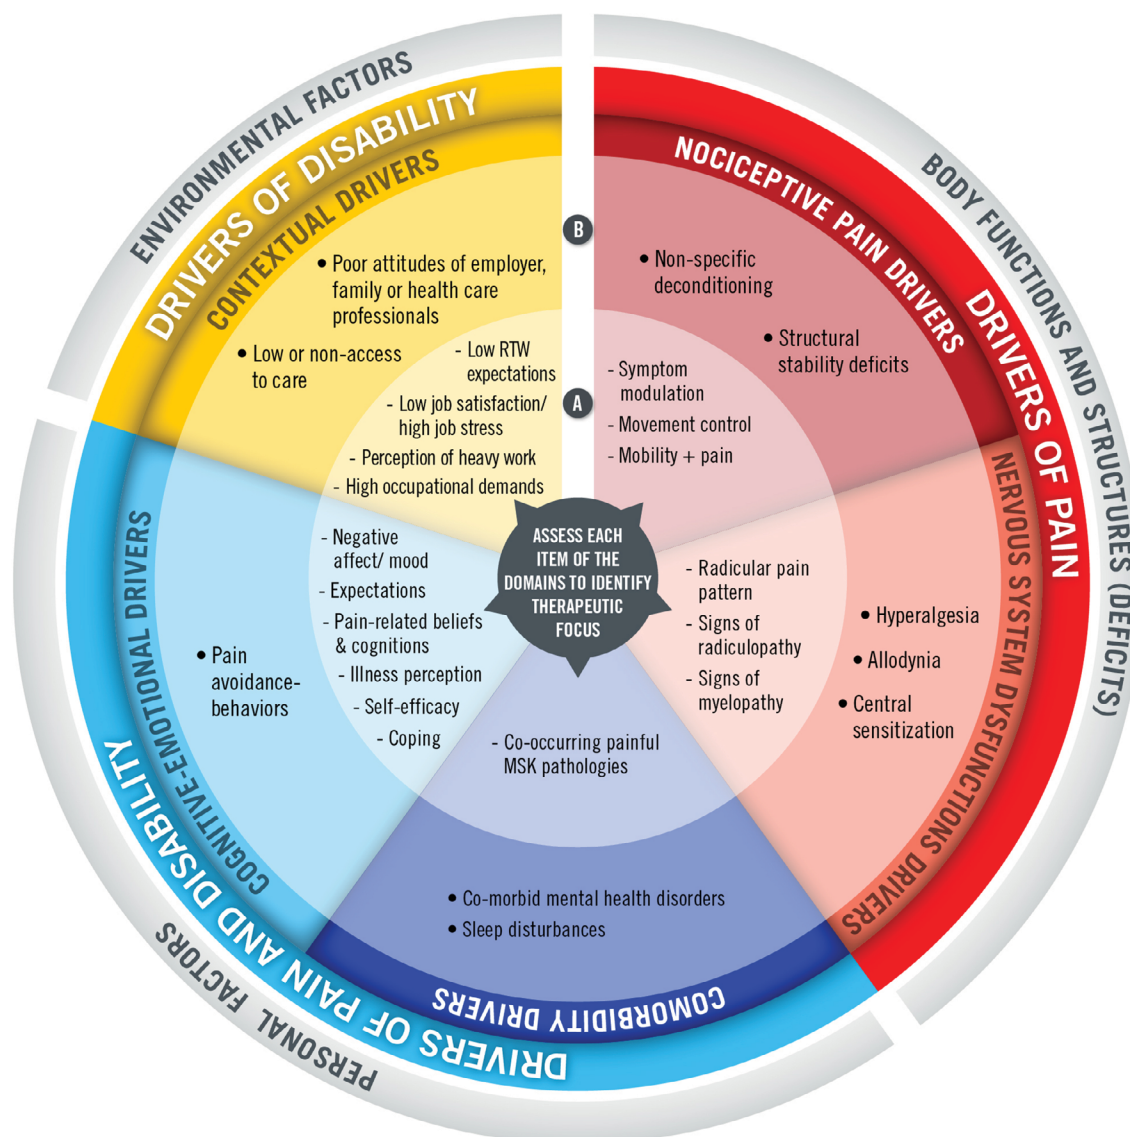 ENVIRONMENTAL FACTORS
DRIVERS OF DISABILITY
CONTEXTUAL DRIVERS
• Poor attitudes of employer,
family or health care
professionals
• Low or non-access
to care
- Low RTW
expectations
- Low job satisfaction/
high job stress
- Perception of heavy work
- High occupational demands
B
A
BODY FUNCTIONS AND STRUCTURES (DEFICITS)
DRIVERS OF PAIN
NOCICEPTIVE PAIN DRIVERS
• Non-specific
deconditioning
• Structural
stability deficits
- Symptom
modulation
- Movement control
- Mobility + pain
NERVOUS SYSTEM DYSFUNCTIONS DRIVERS
- Radicular pain
pattern
- Signs of
radiculopathy
- Signs of
myelopathy
• Hyperalgesia
• Allodynia
• Central
sensitization
ASSESS EACH
ITEM OF THE
DOMAINS TO IDENTIFY
THERAPEUTIC
FOCUS
COGNITIVE-EMOTIONAL DRIVERS
- Negative
affect/ mood
- Expectations
- Pain-related beliefs
& cognitions
- Illness perception
- Self-efficacy
- Coping
• Pain
avoidance-
behaviors
- Co-occurring painful
MSK pathologies
• Co-morbid mental health disorders
• Sleep disturbances
COMORBIDITY DRIVERS
DRIVERS OF PAIN AND DISABILITY
PERSONAL FACTORS